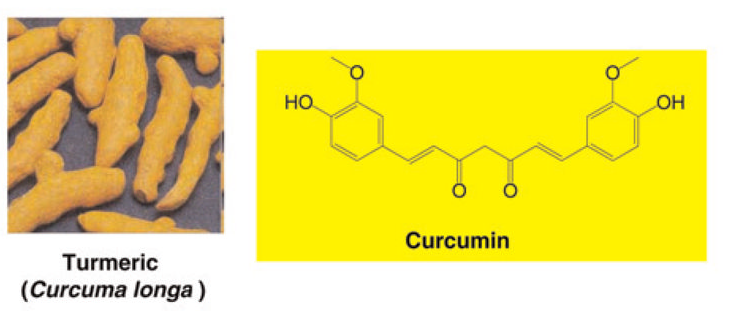 Turmeric
(Curcuma longa )
HO
O
O
OH
O
O
Curcumin